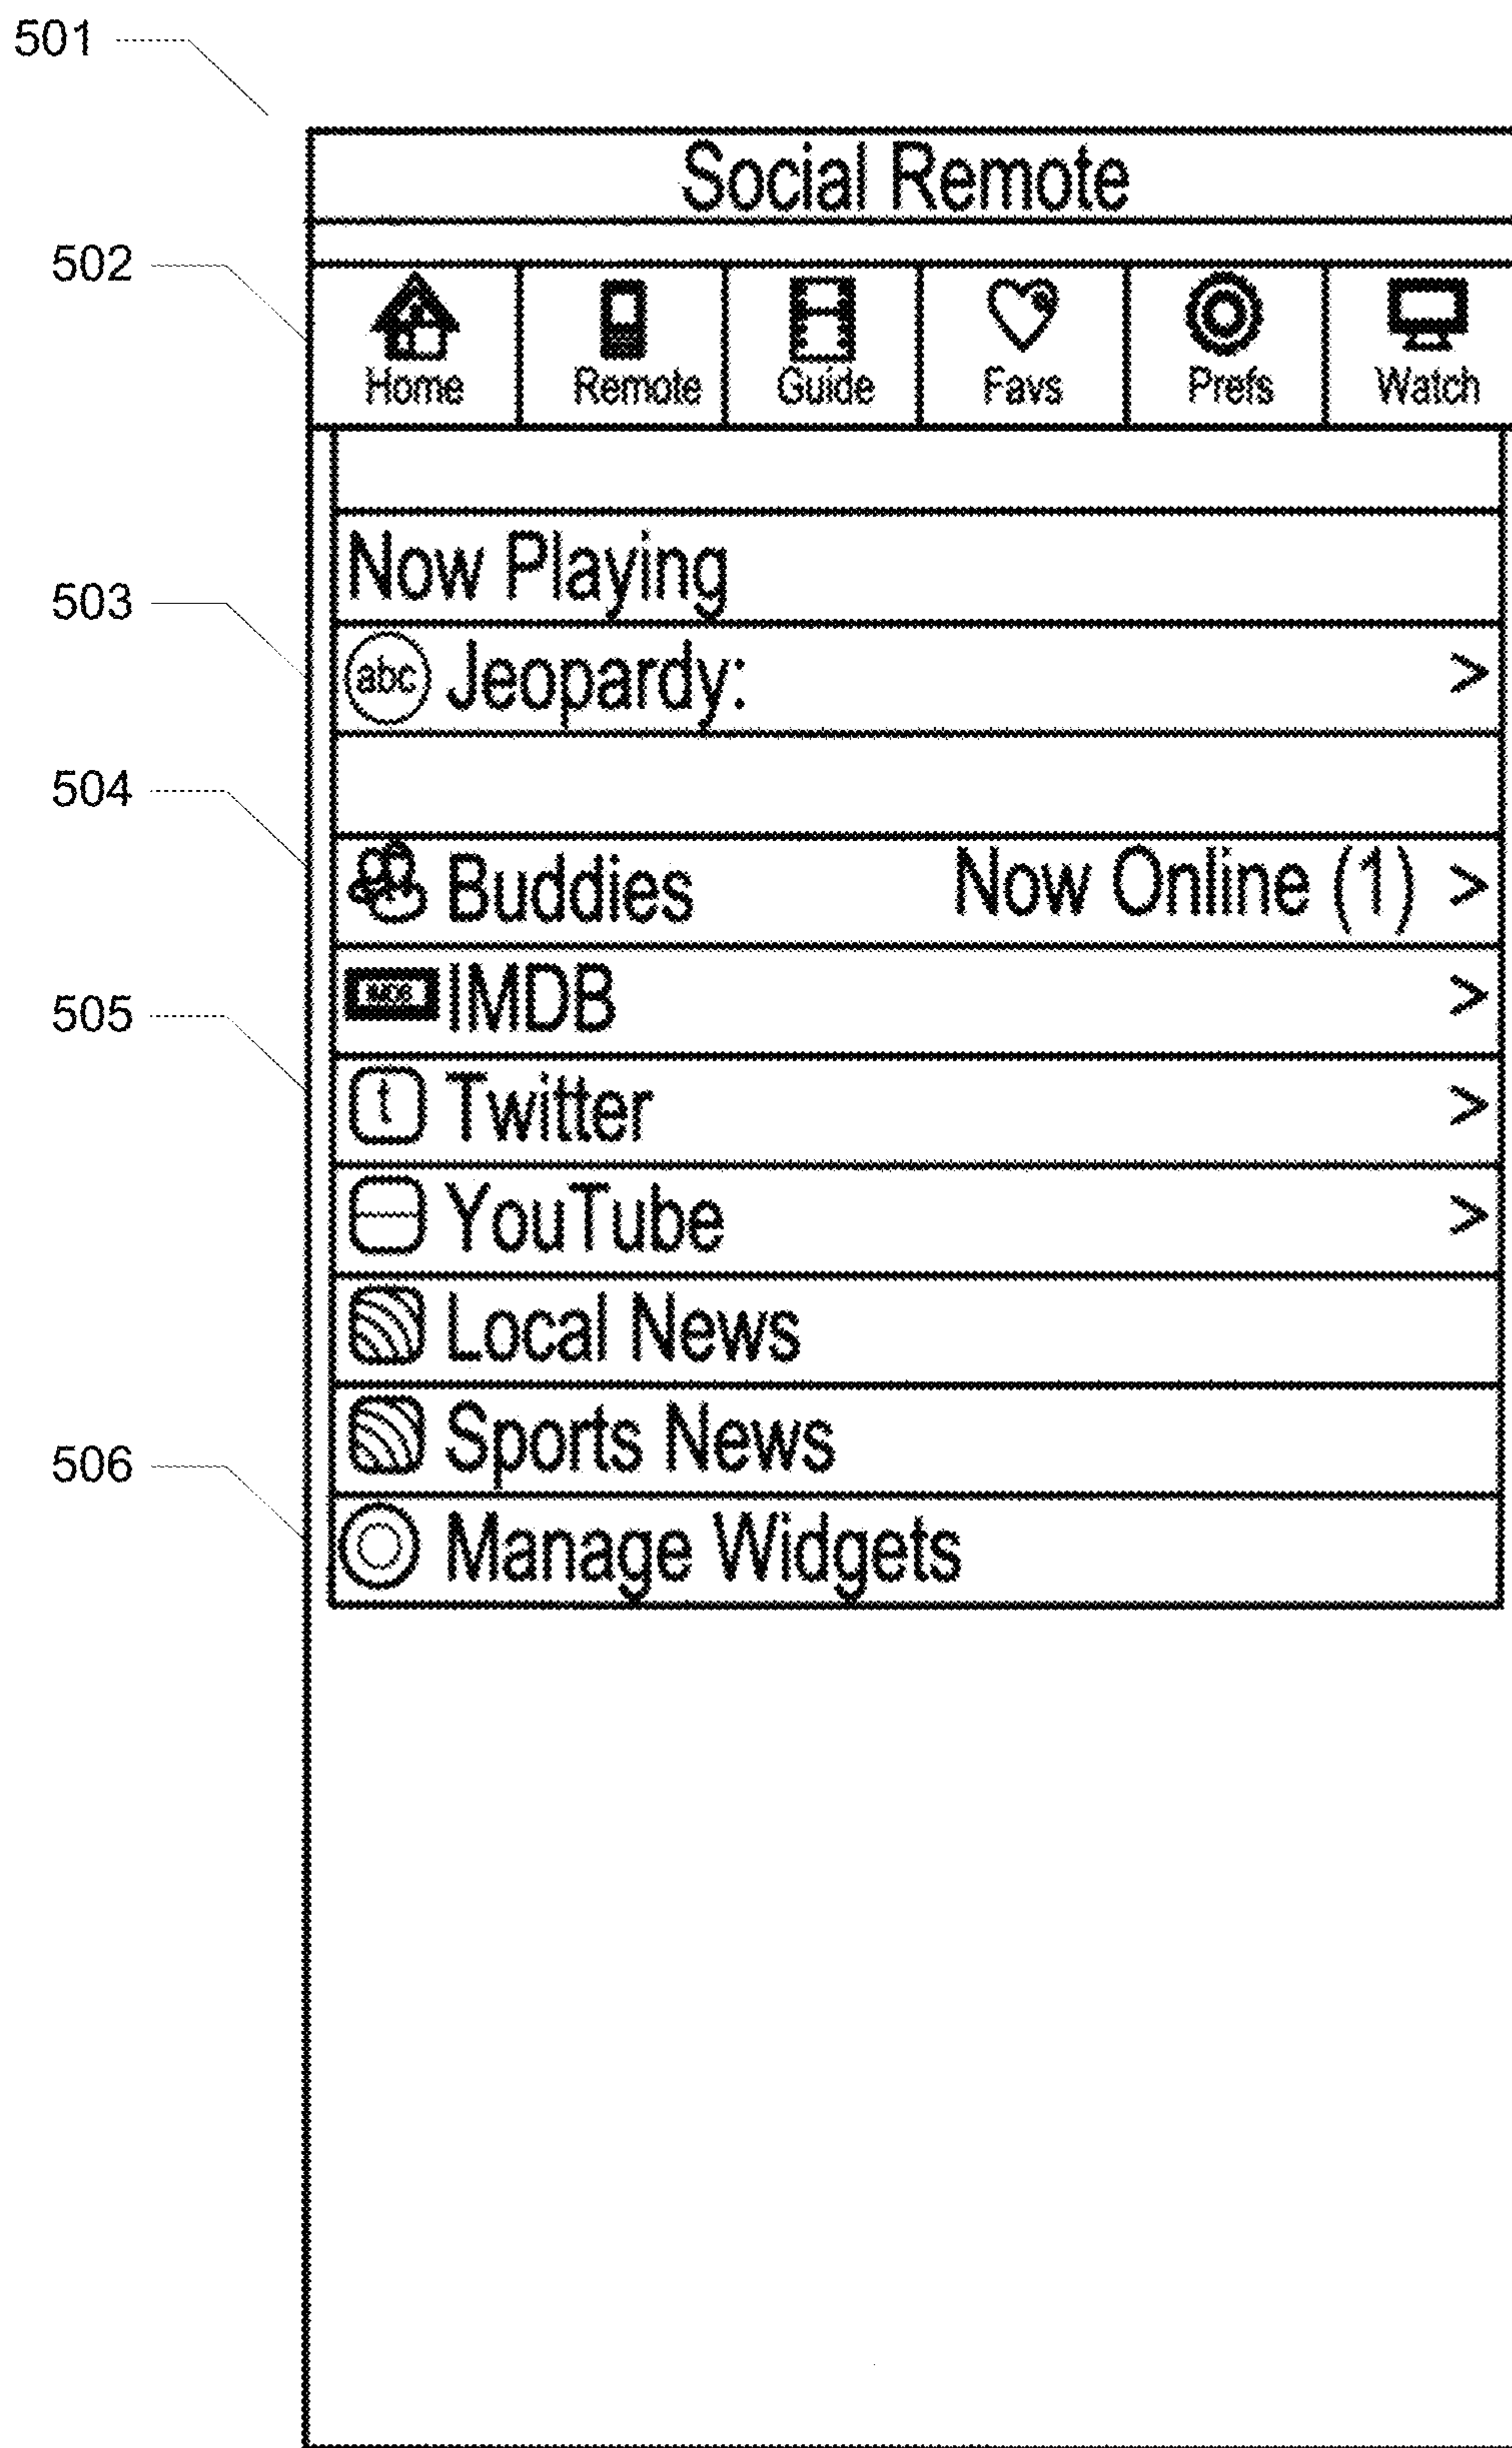 501
Social Remote
502
Home Remote Guide Favs Prefs Watch
Now Playing
503
abc Jeopardy: >
504
Buddies Now Online (1) >
IMDB IMDB >
505
t Twitter >
YouTube >
Local News
Sports News
506
Manage Widgets